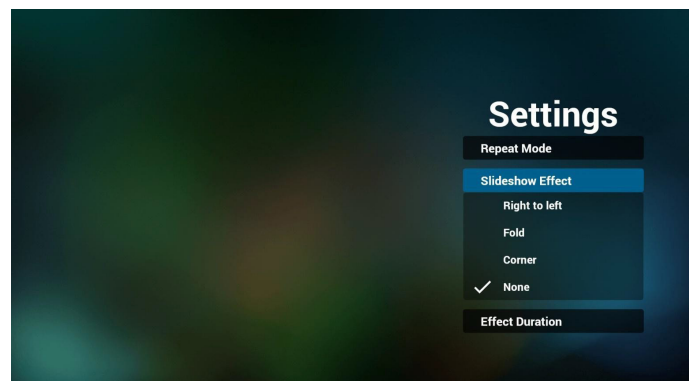 Settings
Repeat Mode
Slideshow Effect
Right to left
Fold
Corner
None
Effect Duration